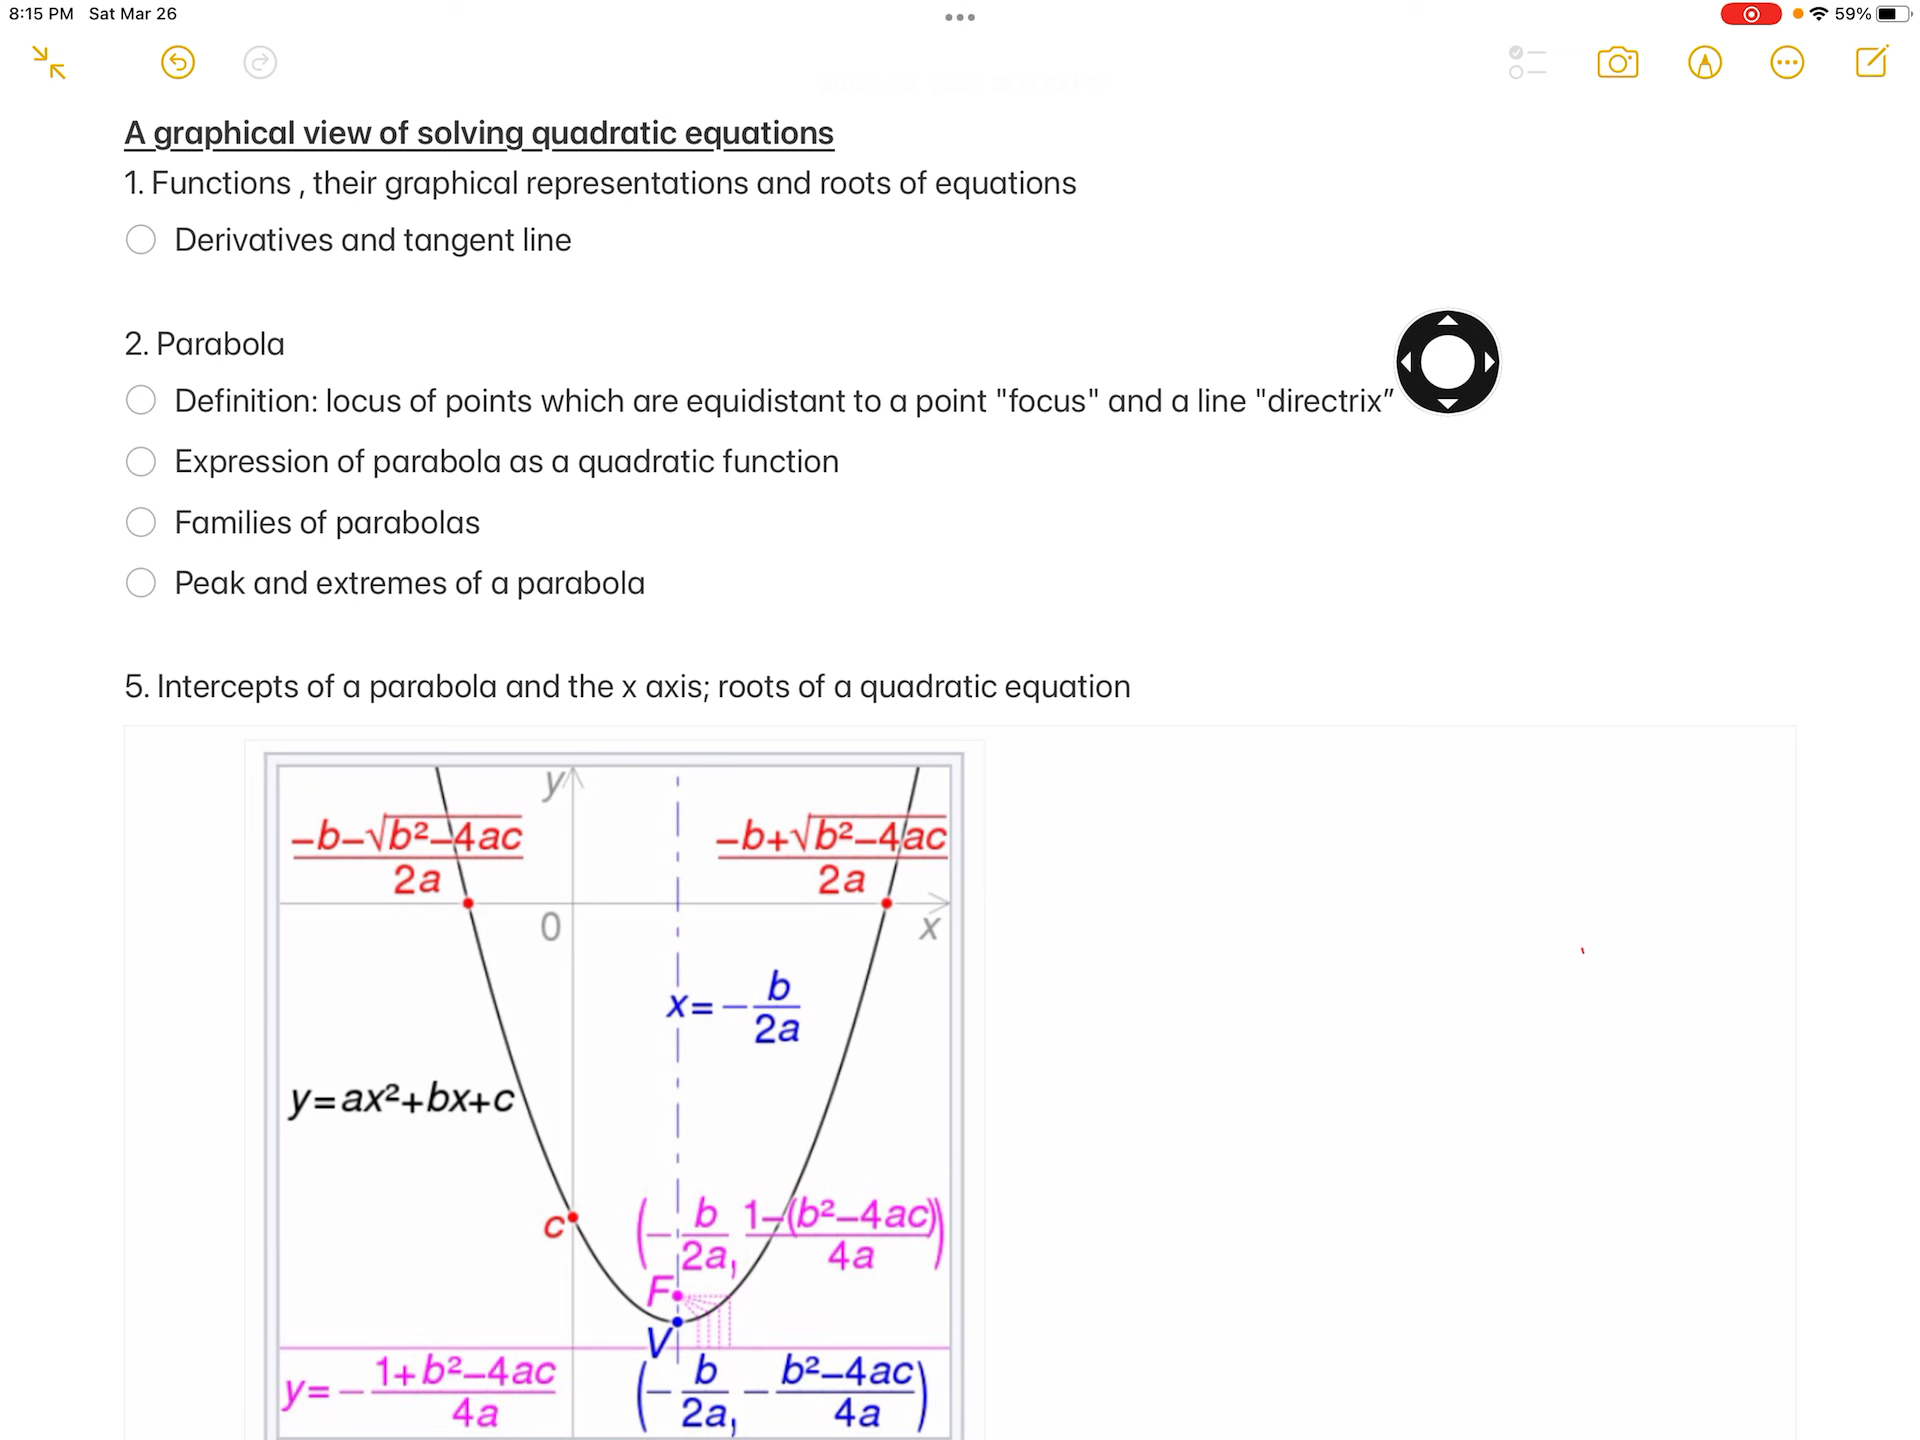 8:15 PM Sat Mar 26
59%
A graphical view of solving quadratic equations
1. Functions , their graphical representations and roots of equations
Derivatives and tangent line
2. Parabola
Definition: locus of points which are equidistant to a point "focus" and a line "directrix”
Expression of parabola as a quadratic function
Families of parabolas
Peak and extremes of a parabola
5. Intercepts of a parabola and the x axis; roots of a quadratic equation
y
−b−√b²−4ac
2a
−b+√b²−4ac
2a
0
x
x=− b
2a
y=ax²+bx+c
c
(− b/2a, 1−(b²−4ac)/4a)
F
V
y=− 1+b²−4ac
4a
(− b/2a, − b²−4ac/4a)